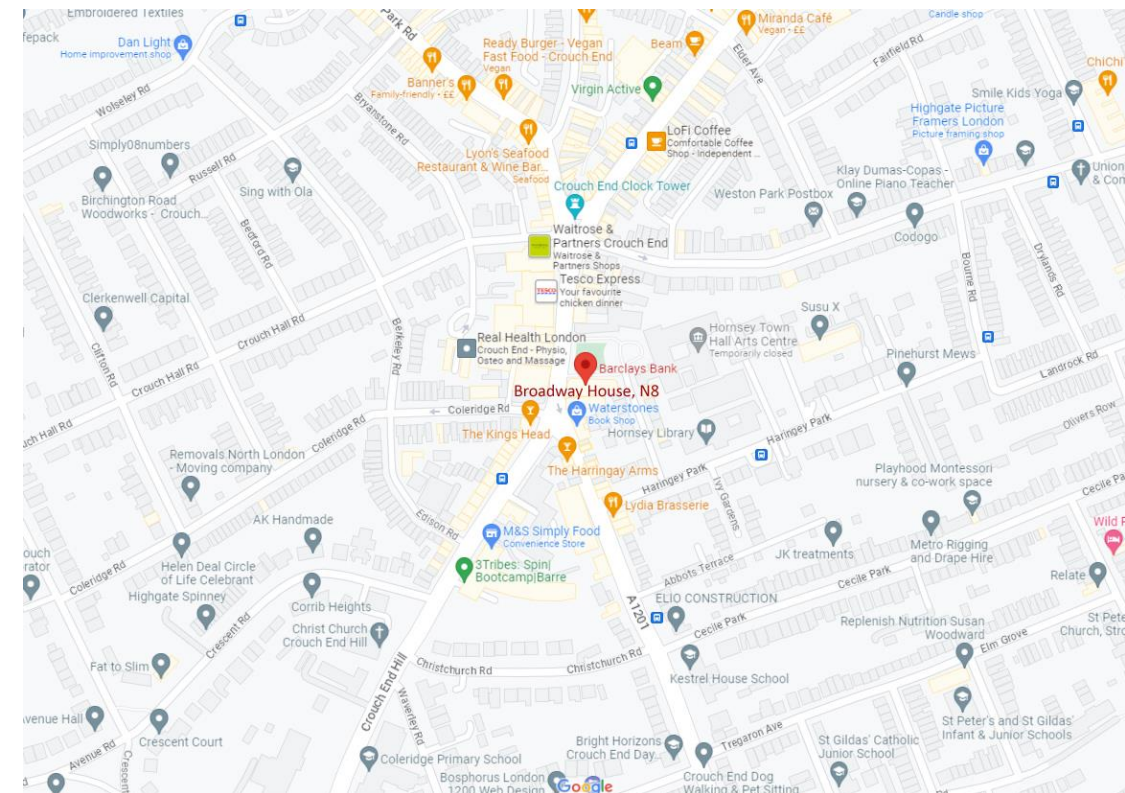 Embroidered Textiles
fepack
Dan Light
Home improvement shop
Park Rd
Ready Burger - Vegan
Fast Food - Crouch End
Vegan
Beam
Miranda Café
Vegan • ££
Elder Ave
Candle shop
Fairfield Rd
ChiChi
Banner's
Family-friendly • ££
Virgin Active
Smile Kids Yoga
Wolseley Rd
Bryanstone Rd
Highgate Picture
Framers London
Picture framing shop
LoFi Coffee
Comfortable Coffee
Shop - Independent ...
Simply08numbers
Russell Rd
Lyon's Seafood
Restaurant & Wine Bar...
Seafood
Sing with Ola
Klay Dumas-Copas -
Online Piano Teacher
Union
& Con
Birchington Road
Woodworks - Crouch...
Crouch End Clock Tower
Weston Park Postbox
Bedford Rd
Waitrose &
Partners Crouch End
Waitrose &
Partners Shops
Codogo
Drylands Rd
Bourne Rd
TESCO
Tesco Express
Your favourite
chicken dinner
Clerkenwell Capital
Crouch Hall Rd
Susu X
Berkeley Rd
Hornsey Town
Hall Arts Centre
Temporarily closed
Real Health London
Crouch End - Physio,
Osteo and Massage
Pinehurst Mews
Clifton Rd
Landrock Rd
Crouch Hall Rd
Barclays Bank
Broadway House, N8
Coleridge Rd
Waterstones
Book Shop
Haringey Park
Olivers Row
uch Hall Rd
Coleridge Rd
The Kings Head
Hornsey Library
Removals North London
- Moving company
The Harringay Arms
Haringey Park
Ivy Gardens
Playhood Montessori
nursery & co-work space
Cecile Pa
Lydia Brasserie
AK Handmade
Edison Rd
M&S Simply Food
Convenience Store
Wild F
JK treatments
Metro Rigging
and Drape Hire
ouch
rator
Coleridge Rd
Helen Deal Circle
of Life Celebrant
3Tribes: Spin|
Bootcamp|Barre
Abbots Terrace
Cecile Park
Relate
Highgate Spinney
Corrib Heights
A1201
ELIO CONSTRUCTION
Cecile Park
Replenish Nutrition Susan
Woodward
St Pete
Church, Stro
Crescent Rd
Christ Church
Crouch End Hill
Elm Grove
Fat to Slim
Christchurch Rd
Christchurch Rd
Kestrel House School
Crouch End Hill
Waverley Rd
venue Hall
Crescent Court
Avenue Rd
Crescent
Tregaron Ave
St Peter's and St Gildas'
Infant & Junior Schools
Bright Horizons
Crouch End Day...
St Gildas' Catholic
Junior School
Coleridge Primary School
Bosphorus London
1200 Web Design
Google
Crouch End Dog
Walking & Pet Sitting